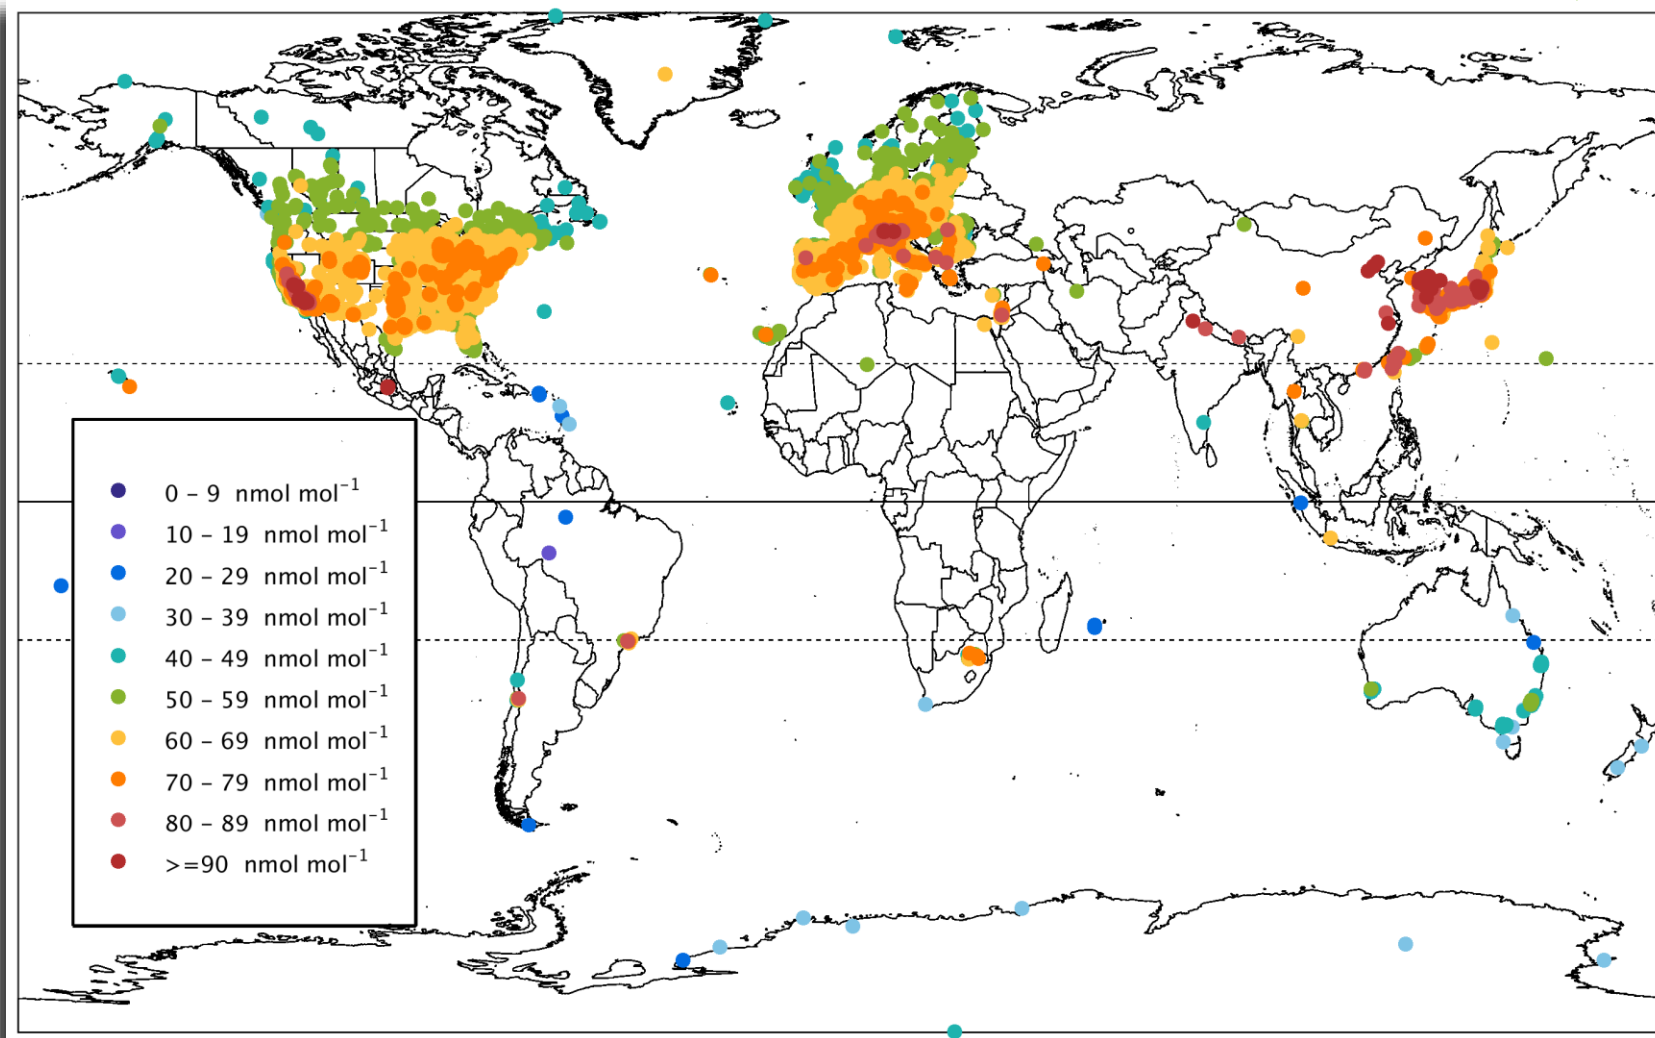 0 – 9 nmol mol⁻¹
10 – 19 nmol mol⁻¹
20 – 29 nmol mol⁻¹
30 – 39 nmol mol⁻¹
40 – 49 nmol mol⁻¹
50 – 59 nmol mol⁻¹
60 – 69 nmol mol⁻¹
70 – 79 nmol mol⁻¹
80 – 89 nmol mol⁻¹
>=90 nmol mol⁻¹